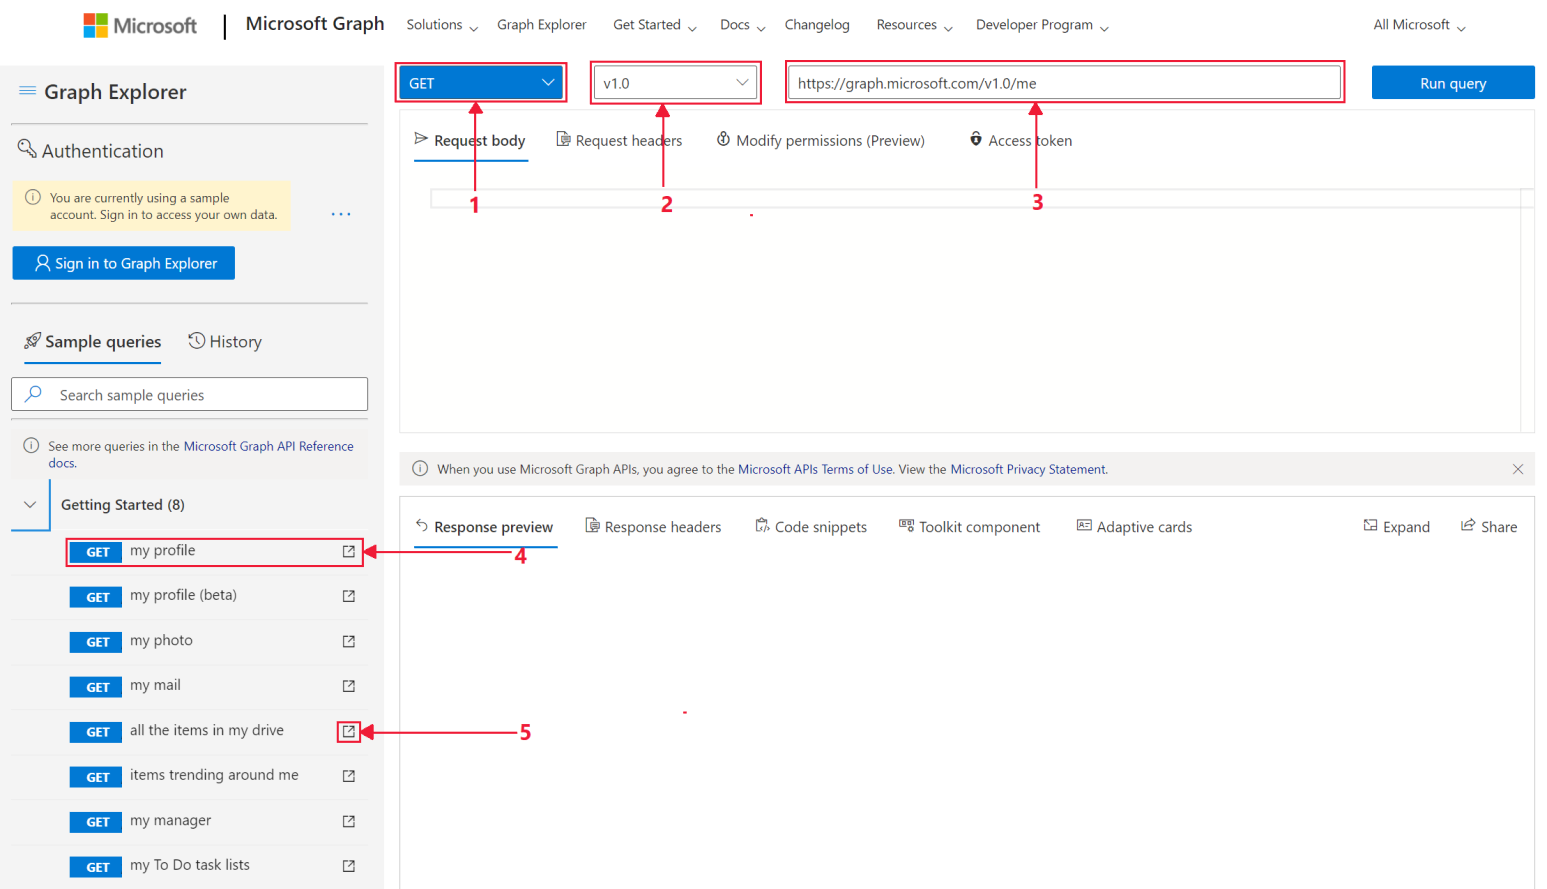 Microsoft
Microsoft Graph
Solutions
Graph Explorer
Get Started
Docs
Changelog
Resources
Developer Program
All Microsoft
Graph Explorer
GET
v1.0
https://graph.microsoft.com/v1.0/me
Run query
Authentication
Request body
Request headers
Modify permissions (Preview)
Access token
You are currently using a sample
account. Sign in to access your own data.
1
2
3
Sign in to Graph Explorer
Sample queries
History
Search sample queries
See more queries in the Microsoft Graph API Reference
docs.
When you use Microsoft Graph APIs, you agree to the Microsoft APIs Terms of Use. View the Microsoft Privacy Statement.
Getting Started (8)
Response preview
Response headers
Code snippets
Toolkit component
Adaptive cards
Expand
Share
GET my profile
4
GET my profile (beta)
GET my photo
GET my mail
GET all the items in my drive
5
GET items trending around me
GET my manager
GET my To Do task lists